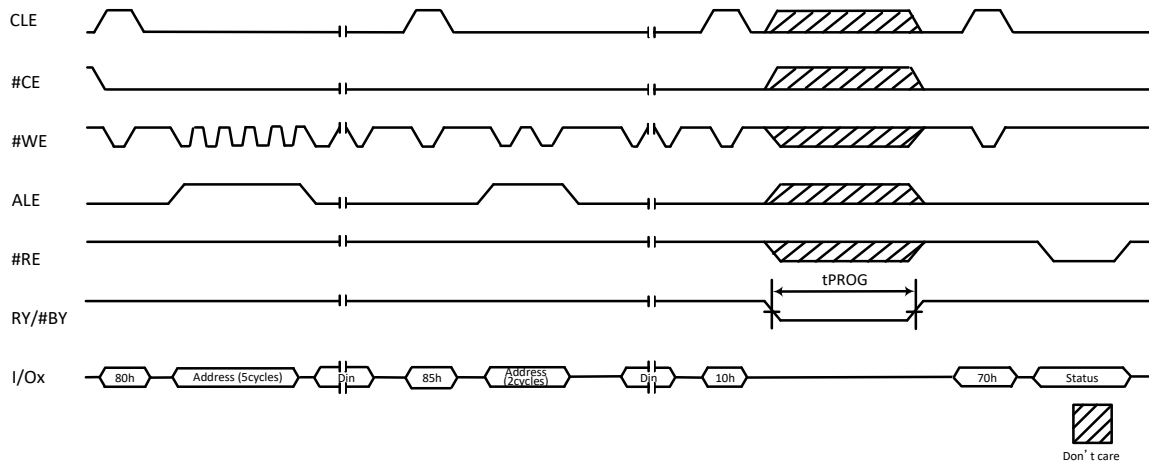 CLE
#CE
#WE
ALE
#RE
tPROG
RY/#BY
I/Ox
80h
Address (5cycles)
Din
85h
Address
(2cycles)
Din
10h
70h
Status
Don't care